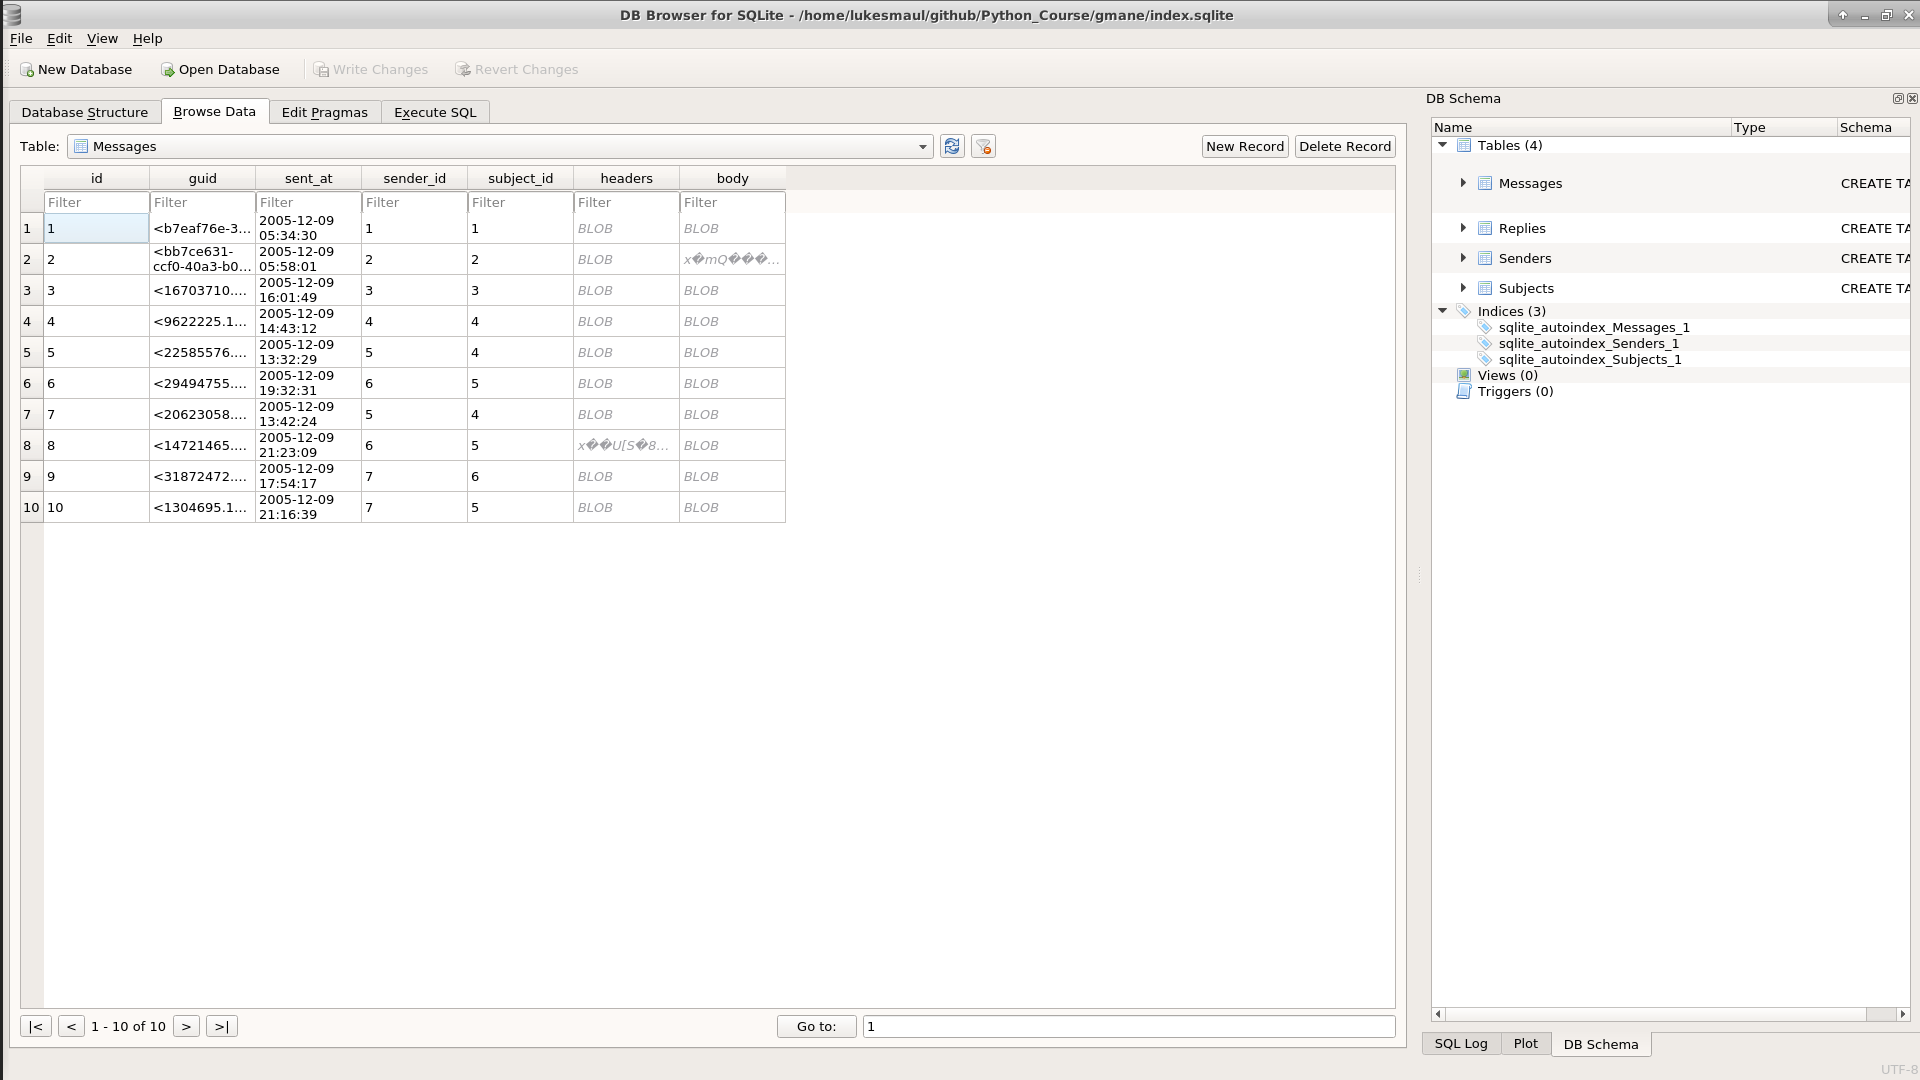 DB Browser for SQLite - /home/lukesmaul/github/Python_Course/gmane/index.sqlite
File Edit View Help
New Database Open Database Write Changes Revert Changes
Database Structure Browse Data Edit Pragmas Execute SQL
Table: Messages New Record Delete Record
id guid sent_at sender_id subject_id headers body
Filter Filter Filter Filter Filter Filter Filter
1 1 <b7eaf76e-3... 2005-12-09 05:34:30 1 1 BLOB BLOB
2 2 <bb7ce631-ccf0-40a3-b0... 2005-12-09 05:58:01 2 2 BLOB x�mQ���...
3 3 <16703710.... 2005-12-09 16:01:49 3 3 BLOB BLOB
4 4 <9622225.1... 2005-12-09 14:43:12 4 4 BLOB BLOB
5 5 <22585576.... 2005-12-09 13:32:29 5 4 BLOB BLOB
6 6 <29494755.... 2005-12-09 19:32:31 6 5 BLOB BLOB
7 7 <20623058.... 2005-12-09 13:42:24 5 4 BLOB BLOB
8 8 <14721465.... 2005-12-09 21:23:09 6 5 x��U[S�8... BLOB
9 9 <31872472.... 2005-12-09 17:54:17 7 6 BLOB BLOB
10 10 <1304695.1... 2005-12-09 21:16:39 7 5 BLOB BLOB
|< < 1 - 10 of 10 > >| Go to: 1
DB Schema
Name Type Schema
Tables (4)
Messages CREATE TA
Replies CREATE TA
Senders CREATE TA
Subjects CREATE TA
Indices (3)
sqlite_autoindex_Messages_1
sqlite_autoindex_Senders_1
sqlite_autoindex_Subjects_1
Views (0)
Triggers (0)
SQL Log Plot DB Schema
UTF-8